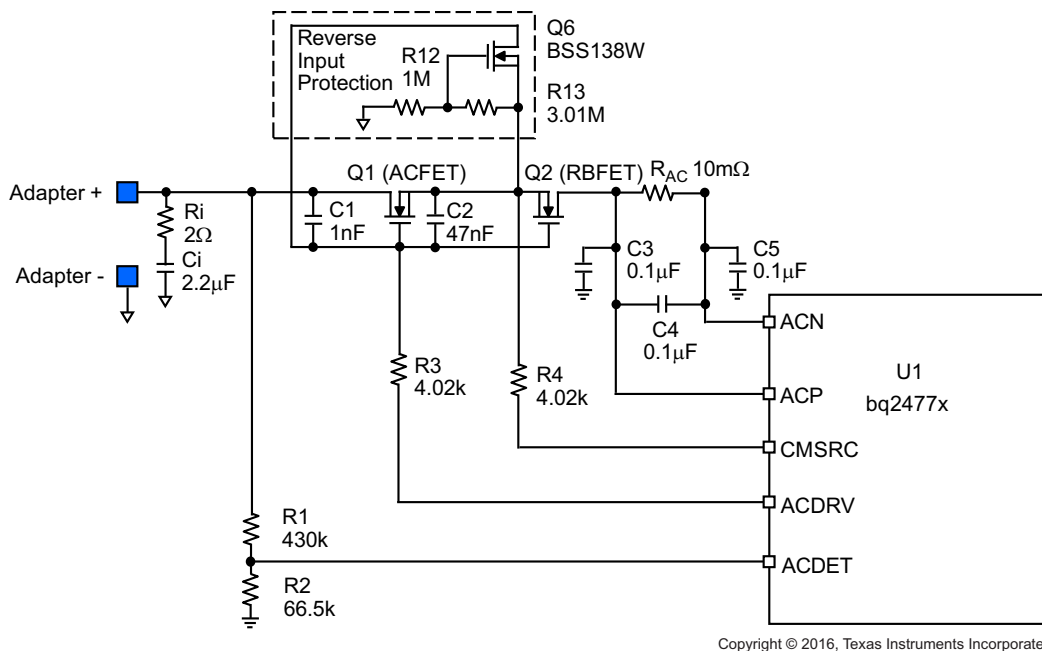 Reverse
Input
Protection
R12
1M
Q6
BSS138W
R13
3.01M
Q1 (ACFET)
Q2 (RBFET)
RAC 10mΩ
Adapter +
Ri
2Ω
Ci
2.2µF
Adapter -
C1
1nF
C2
47nF
C3
0.1µF
C5
0.1µF
C4
0.1µF
R3
4.02k
R4
4.02k
ACN
ACP
CMSRC
ACDRV
ACDET
U1
bq2477x
R1
430k
R2
66.5k
Copyright © 2016, Texas Instruments Incorporate